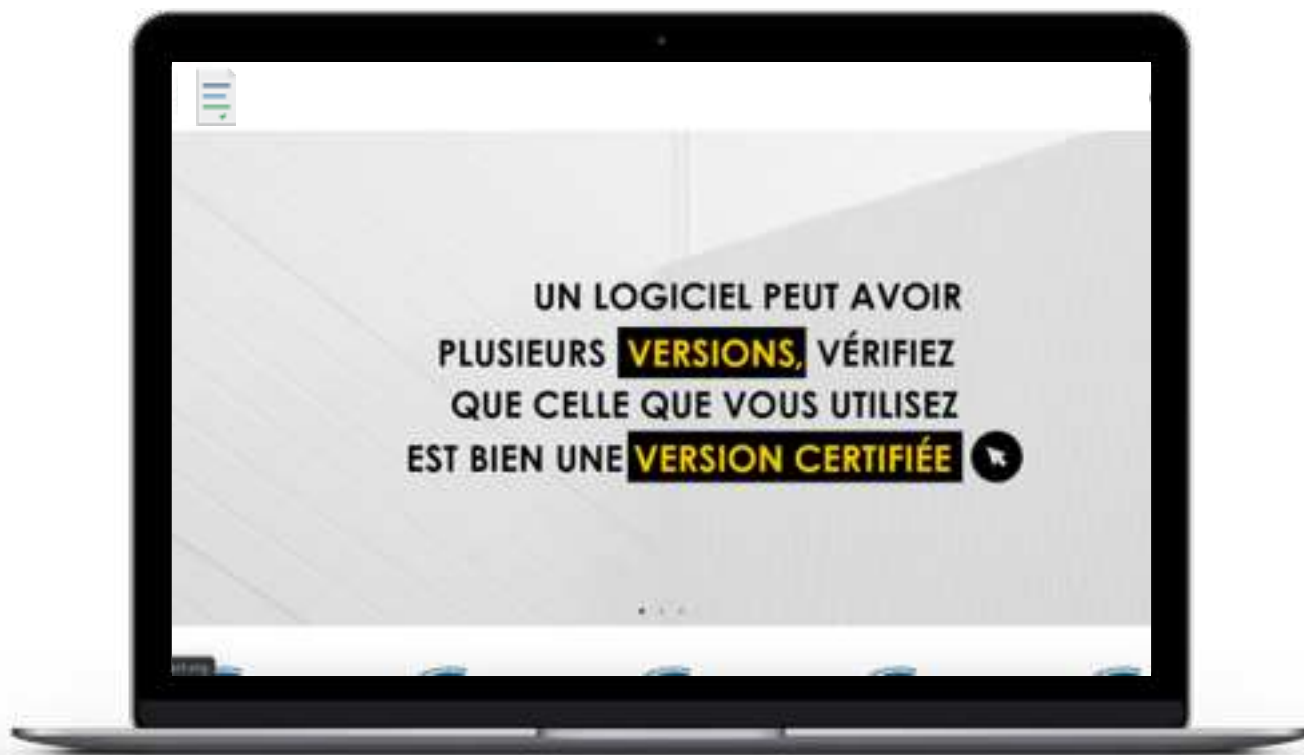 UN LOGICIEL PEUT AVOIR
PLUSIEURS VERSIONS, VÉRIFIEZ
QUE CELLE QUE VOUS UTILISEZ
EST BIEN UNE VERSION CERTIFIÉE